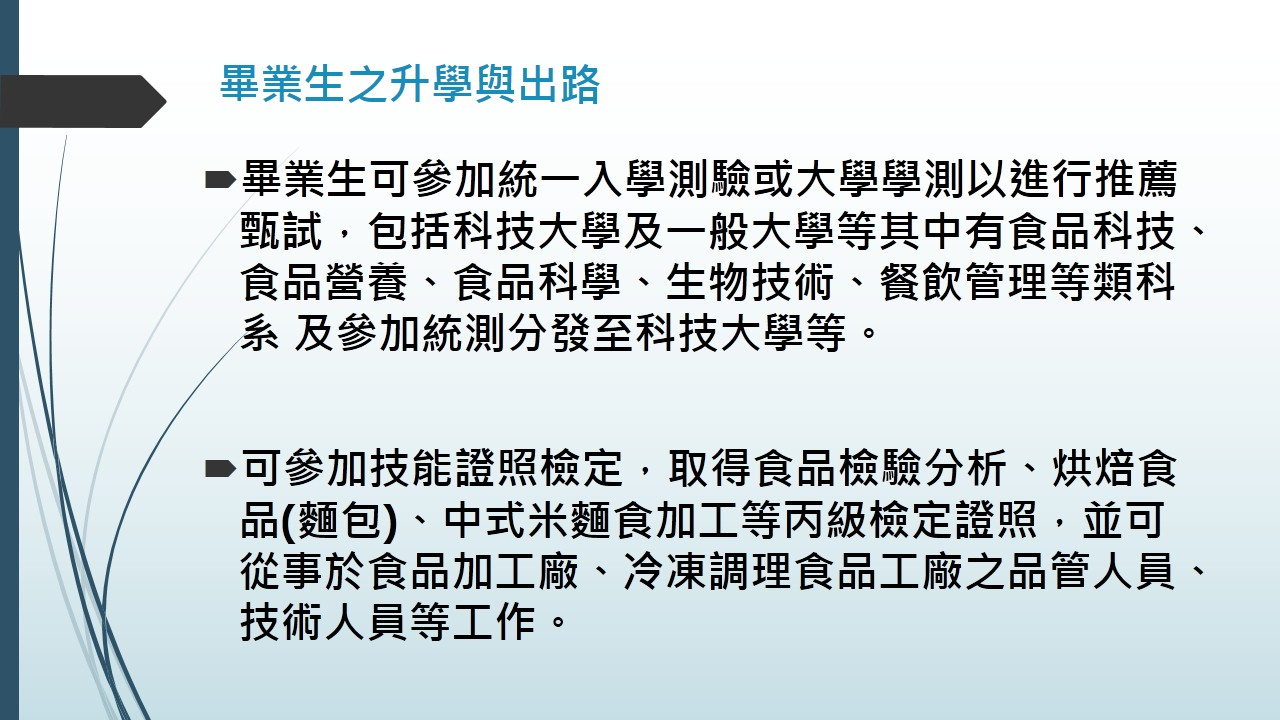 畢業生之升學與出路
畢業生可參加統一入學測驗或大學學測以進行推薦
甄試，包括科技大學及一般大學等其中有食品科技、
食品營養、食品科學、生物技術、餐飲管理等類科
系 及參加統測分發至科技大學等。
可參加技能證照檢定，取得食品檢驗分析、烘焙食
品(麵包)、中式米麵食加工等丙級檢定證照，並可
從事於食品加工廠、冷凍調理食品工廠之品管人員、
技術人員等工作。